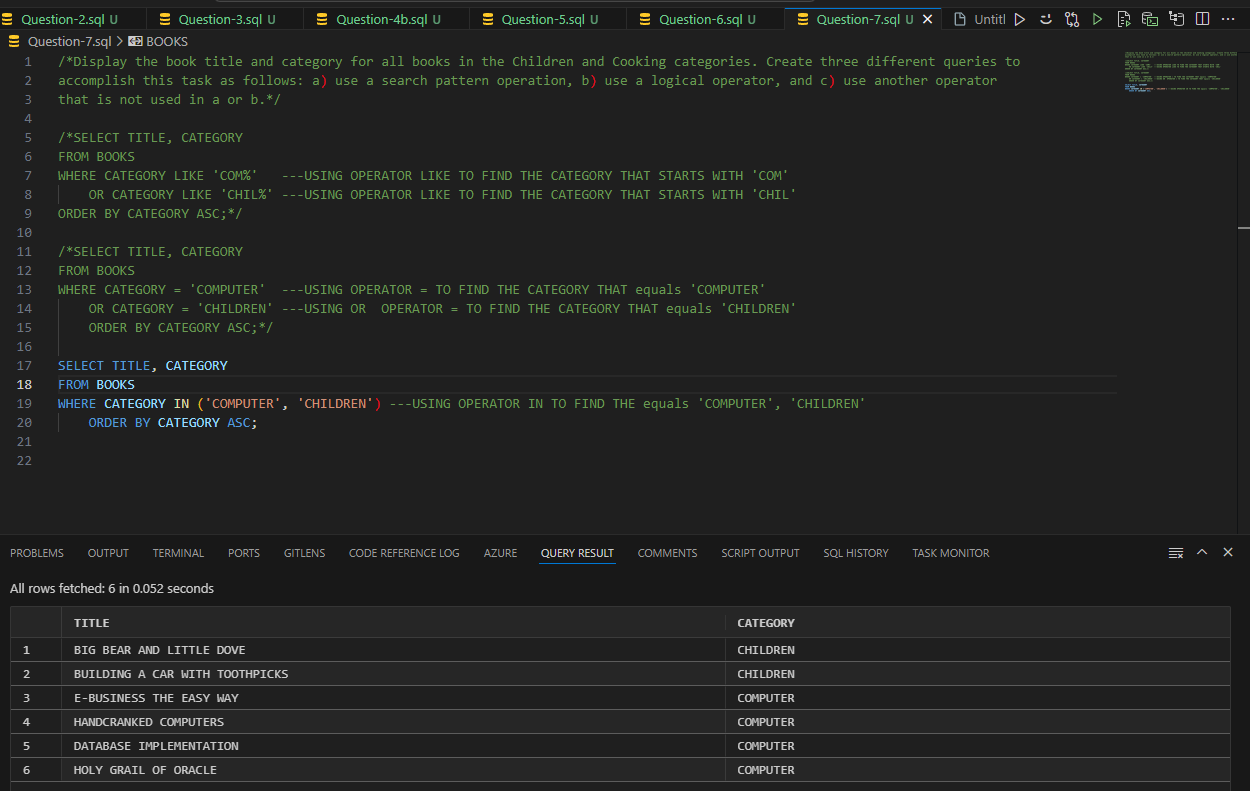 Question-2.sql U Question-3.sql U Question-4b.sql U Question-5.sql U Question-6.sql U Question-7.sql U Untitl
Question-7.sql > BOOKS
1 /*Display the book title and category for all books in the Children and Cooking categories. Create three different queries to
2 accomplish this task as follows: a) use a search pattern operation, b) use a logical operator, and c) use another operator
3 that is not used in a or b.*/
4
5 /*SELECT TITLE, CATEGORY
6 FROM BOOKS
7 WHERE CATEGORY LIKE 'COM%' ---USING OPERATOR LIKE TO FIND THE CATEGORY THAT STARTS WITH 'COM'
8 OR CATEGORY LIKE 'CHIL%' ---USING OPERATOR LIKE TO FIND THE CATEGORY THAT STARTS WITH 'CHIL'
9 ORDER BY CATEGORY ASC;*/
10
11 /*SELECT TITLE, CATEGORY
12 FROM BOOKS
13 WHERE CATEGORY = 'COMPUTER' ---USING OPERATOR = TO FIND THE CATEGORY THAT equals 'COMPUTER'
14 OR CATEGORY = 'CHILDREN' ---USING OR OPERATOR = TO FIND THE CATEGORY THAT equals 'CHILDREN'
15 ORDER BY CATEGORY ASC;*/
16
17 SELECT TITLE, CATEGORY
18 FROM BOOKS
19 WHERE CATEGORY IN ('COMPUTER', 'CHILDREN') ---USING OPERATOR IN TO FIND THE equals 'COMPUTER', 'CHILDREN'
20 ORDER BY CATEGORY ASC;
21
22
PROBLEMS OUTPUT TERMINAL PORTS GITLENS CODE REFERENCE LOG AZURE QUERY RESULT COMMENTS SCRIPT OUTPUT SQL HISTORY TASK MONITOR
All rows fetched: 6 in 0.052 seconds
TITLE CATEGORY
1 BIG BEAR AND LITTLE DOVE CHILDREN
2 BUILDING A CAR WITH TOOTHPICKS CHILDREN
3 E-BUSINESS THE EASY WAY COMPUTER
4 HANDCRANKED COMPUTERS COMPUTER
5 DATABASE IMPLEMENTATION COMPUTER
6 HOLY GRAIL OF ORACLE COMPUTER